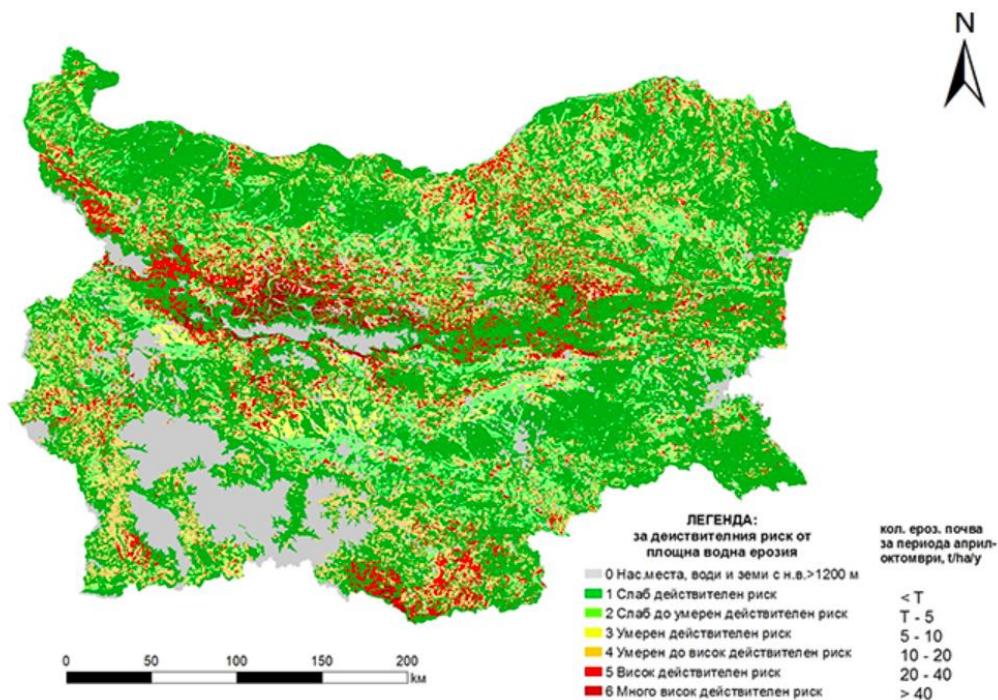 N
ЛЕГЕНДА:
за действителния риск от
площна водна ерозия
кол. ероз. почва
за периода април-
октомври, t/ha/y
0 Нас.места, води и земи с н.в.>1200 м
1 Слаб действителен риск
< T
2 Слаб до умерен действителен риск
T - 5
3 Умерен действителен риск
5 - 10
4 Умерен до висок действителен риск
10 - 20
5 Висок действителен риск
20 - 40
6 Много висок действителен риск
> 40
0 50 100 150 200
км